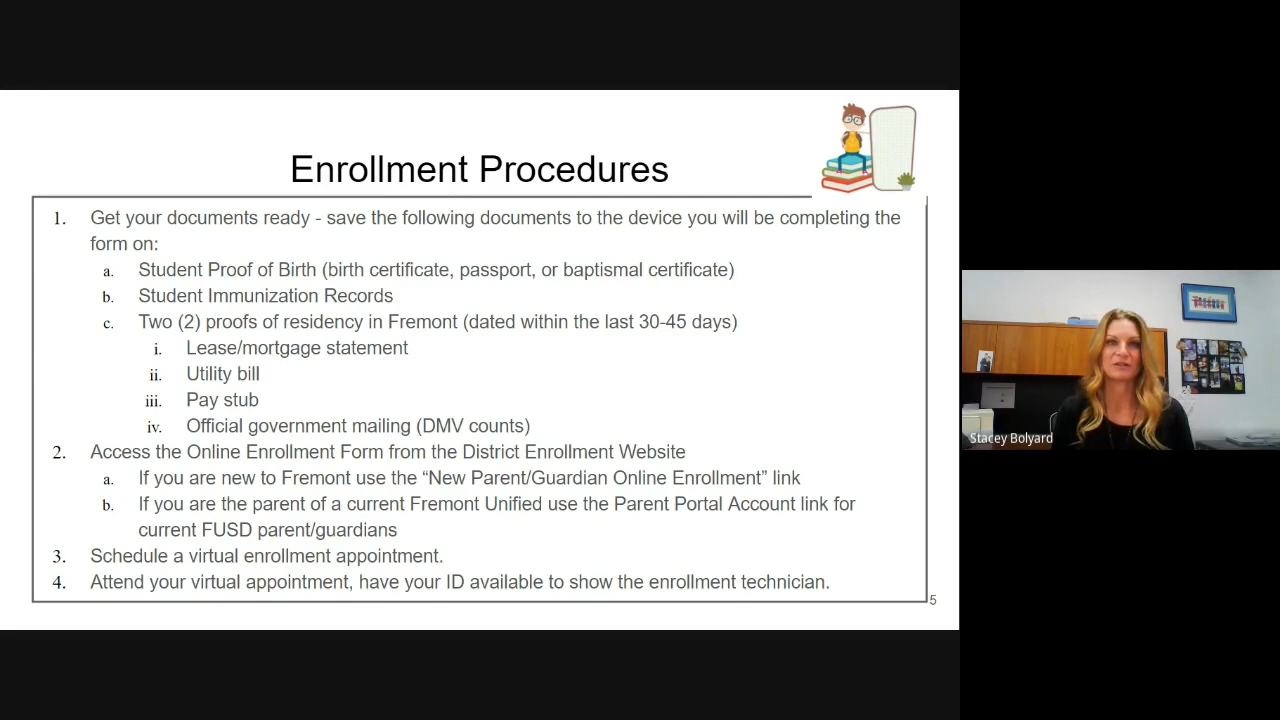 Enrollment Procedures
1. Get your documents ready - save the following documents to the device you will be completing the
form on:
a. Student Proof of Birth (birth certificate, passport, or baptismal certificate)
b. Student Immunization Records
c. Two (2) proofs of residency in Fremont (dated within the last 30-45 days)
i. Lease/mortgage statement
ii. Utility bill
iii. Pay stub
iv. Official government mailing (DMV counts)
2. Access the Online Enrollment Form from the District Enrollment Website
a. If you are new to Fremont use the “New Parent/Guardian Online Enrollment” link
b. If you are the parent of a current Fremont Unified use the Parent Portal Account link for
current FUSD parent/guardians
3. Schedule a virtual enrollment appointment.
4. Attend your virtual appointment, have your ID available to show the enrollment technician.
5
Stacey Bolyard